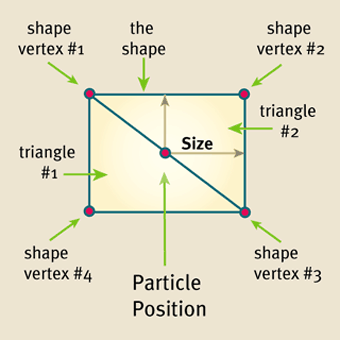 shape
vertex #1
the
shape
shape
vertex #2
triangle
#2
Size
triangle
#1
shape
vertex #4
Particle
Position
shape
vertex #3